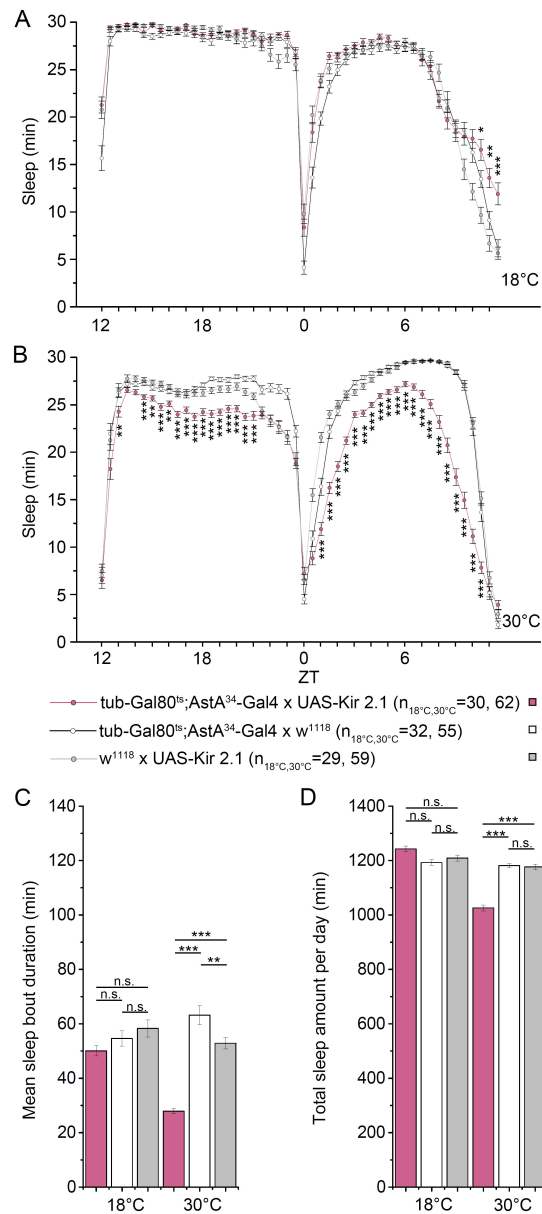 A
30
25
20
15
10
5
0
Sleep (min)
*
**
***
18°C
12
18
0
6
B
30
25
20
15
10
5
0
Sleep (min)
30°C
12
18
0
6
ZT
tub-Gal80ts;AstA34-Gal4 x UAS-Kir 2.1 (n18°C,30°C=30, 62)
tub-Gal80ts;AstA34-Gal4 x w1118 (n18°C,30°C=32, 55)
w1118 x UAS-Kir 2.1 (n18°C,30°C=29, 59)
C
140
120
100
80
60
40
20
0
Mean sleep bout duration (min)
n.s.
n.s.
n.s.
***
***
**
18°C
30°C
D
1400
1200
1000
800
600
400
200
0
Total sleep amount per day (min)
n.s.
n.s.
n.s.
***
***
n.s.
18°C
30°C